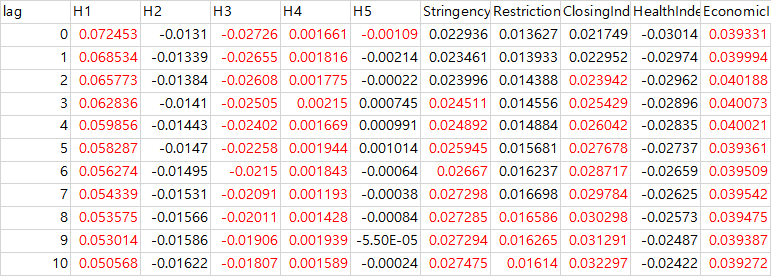 lag H1 H2 H3 H4 H5 Stringency Restriction ClosingInd HealthInde EconomicI
0 0.072453 -0.0131 -0.02726 0.001661 -0.00109 0.022936 0.013627 0.021749 -0.03014 0.039331
1 0.068534 -0.01339 -0.02655 0.001816 -0.00214 0.023461 0.013933 0.022952 -0.02974 0.039994
2 0.065773 -0.01384 -0.02608 0.001775 -0.00022 0.023996 0.014388 0.023942 -0.02962 0.040188
3 0.062836 -0.0141 -0.02505 0.00215 0.000745 0.024511 0.014556 0.025429 -0.02896 0.040073
4 0.059856 -0.01443 -0.02402 0.001669 0.000991 0.024892 0.014884 0.026042 -0.02835 0.040021
5 0.058287 -0.0147 -0.02258 0.001944 0.001014 0.025945 0.015681 0.027678 -0.02737 0.039361
6 0.056274 -0.01495 -0.0215 0.001843 -0.00064 0.02667 0.016237 0.028717 -0.02659 0.039509
7 0.054339 -0.01531 -0.02091 0.001193 -0.00038 0.027298 0.016698 0.029784 -0.02625 0.039542
8 0.053575 -0.01566 -0.02011 0.001428 -0.00084 0.027285 0.016586 0.030298 -0.02573 0.039475
9 0.053014 -0.01586 -0.01906 0.001939 -5.50E-05 0.027294 0.016265 0.031291 -0.02487 0.039387
10 0.050568 -0.01622 -0.01807 0.001589 -0.00024 0.027475 0.01614 0.032297 -0.02422 0.039272